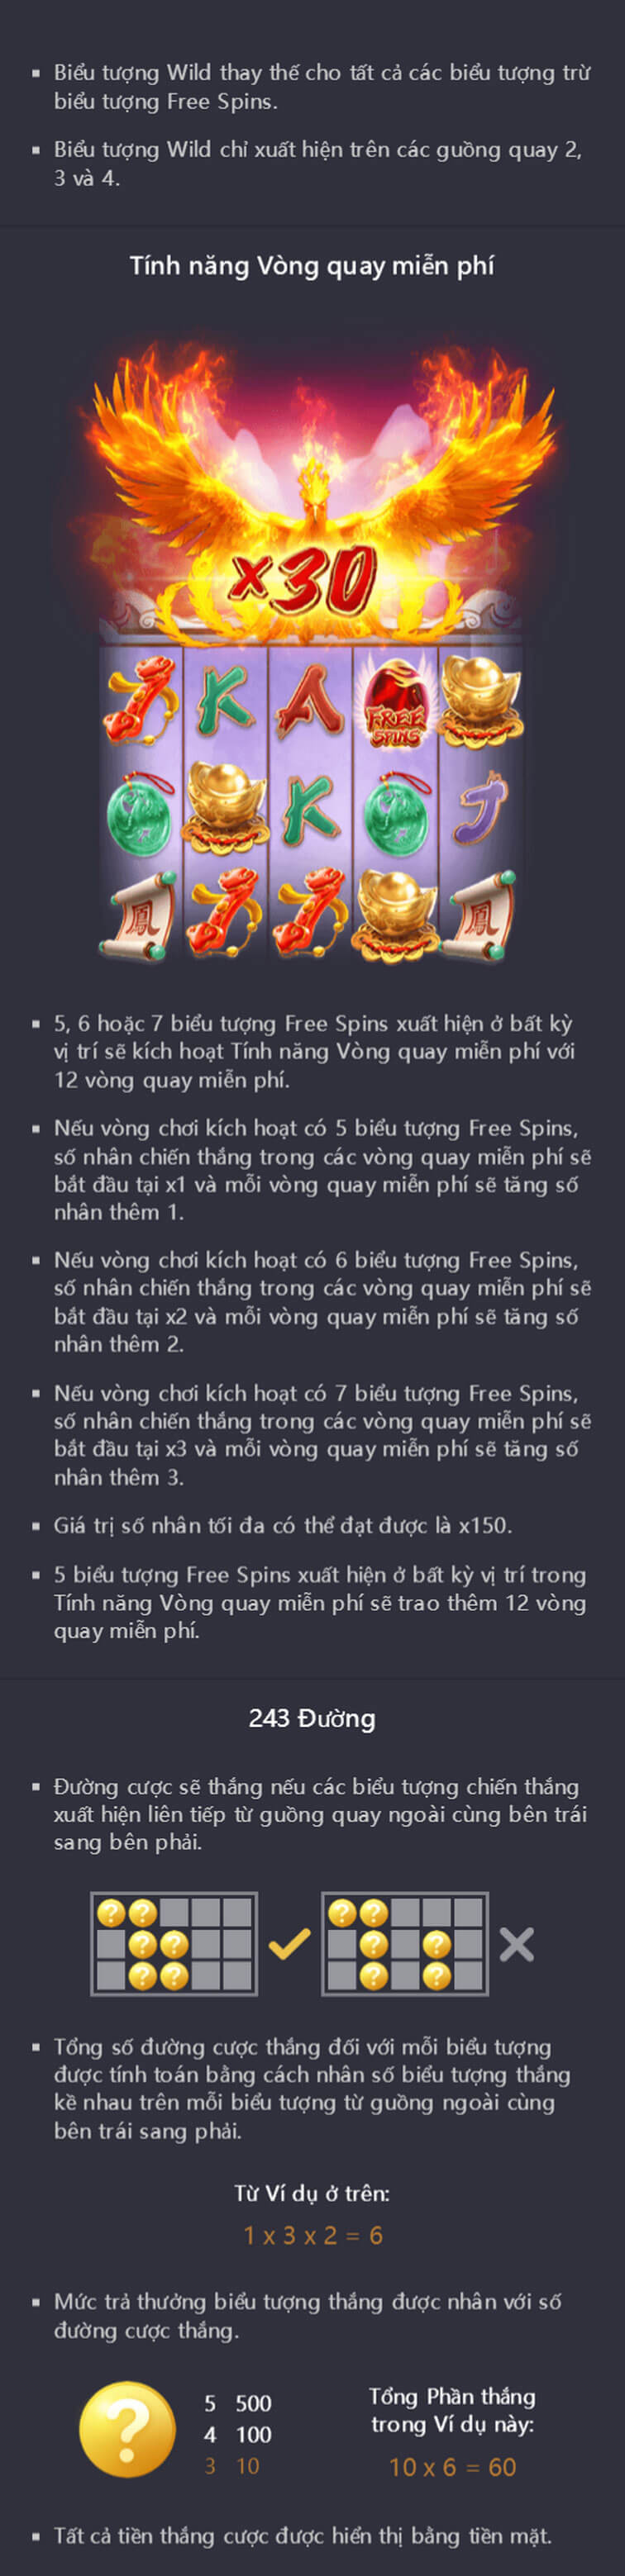 ▪ Biểu tượng Wild thay thế cho tất cả các biểu tượng trừ
biểu tượng Free Spins.
▪ Biểu tượng Wild chỉ xuất hiện trên các guồng quay 2,
3 và 4.
Tính năng Vòng quay miễn phí
x30
K A FREE SPINS
K J
鳳 鳳
▪ 5, 6 hoặc 7 biểu tượng Free Spins xuất hiện ở bất kỳ
vị trí sẽ kích hoạt Tính năng Vòng quay miễn phí với
12 vòng quay miễn phí.
▪ Nếu vòng chơi kích hoạt có 5 biểu tượng Free Spins,
số nhân chiến thắng trong các vòng quay miễn phí sẽ
bắt đầu tại x1 và mỗi vòng quay miễn phí sẽ tăng số
nhân thêm 1.
▪ Nếu vòng chơi kích hoạt có 6 biểu tượng Free Spins,
số nhân chiến thắng trong các vòng quay miễn phí sẽ
bắt đầu tại x2 và mỗi vòng quay miễn phí sẽ tăng số
nhân thêm 2.
▪ Nếu vòng chơi kích hoạt có 7 biểu tượng Free Spins,
số nhân chiến thắng trong các vòng quay miễn phí sẽ
bắt đầu tại x3 và mỗi vòng quay miễn phí sẽ tăng số
nhân thêm 3.
▪ Giá trị số nhân tối đa có thể đạt được là x150.
▪ 5 biểu tượng Free Spins xuất hiện ở bất kỳ vị trí trong
Tính năng Vòng quay miễn phí sẽ trao thêm 12 vòng
quay miễn phí.
243 Đường
▪ Đường cược sẽ thắng nếu các biểu tượng chiến thắng
xuất hiện liên tiếp từ guồng quay ngoài cùng bên trái
sang bên phải.
? ? ? ?
? ? ? ?
? ? ? ?
▪ Tổng số đường cược thắng đối với mỗi biểu tượng
được tính toán bằng cách nhân số biểu tượng thắng
kề nhau trên mỗi biểu tượng từ guồng ngoài cùng
bên trái sang phải.
Từ Ví dụ ở trên:
1 x 3 x 2 = 6
▪ Mức trả thưởng biểu tượng thắng được nhân với số
đường cược thắng.
?
5 500
4 100
3 10
Tổng Phần thắng
trong Ví dụ này:
10 x 6 = 60
▪ Tất cả tiền thắng cược được hiển thị bằng tiền mặt.